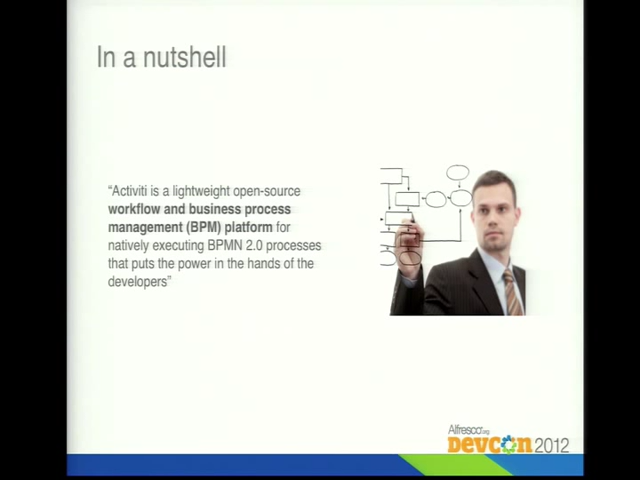 In a nutshell
“Activiti is a lightweight open-source
workflow and business process
management (BPM) platform for
natively executing BPMN 2.0 processes
that puts the power in the hands of the
developers”
Alfresco.org
DEVCON 2012